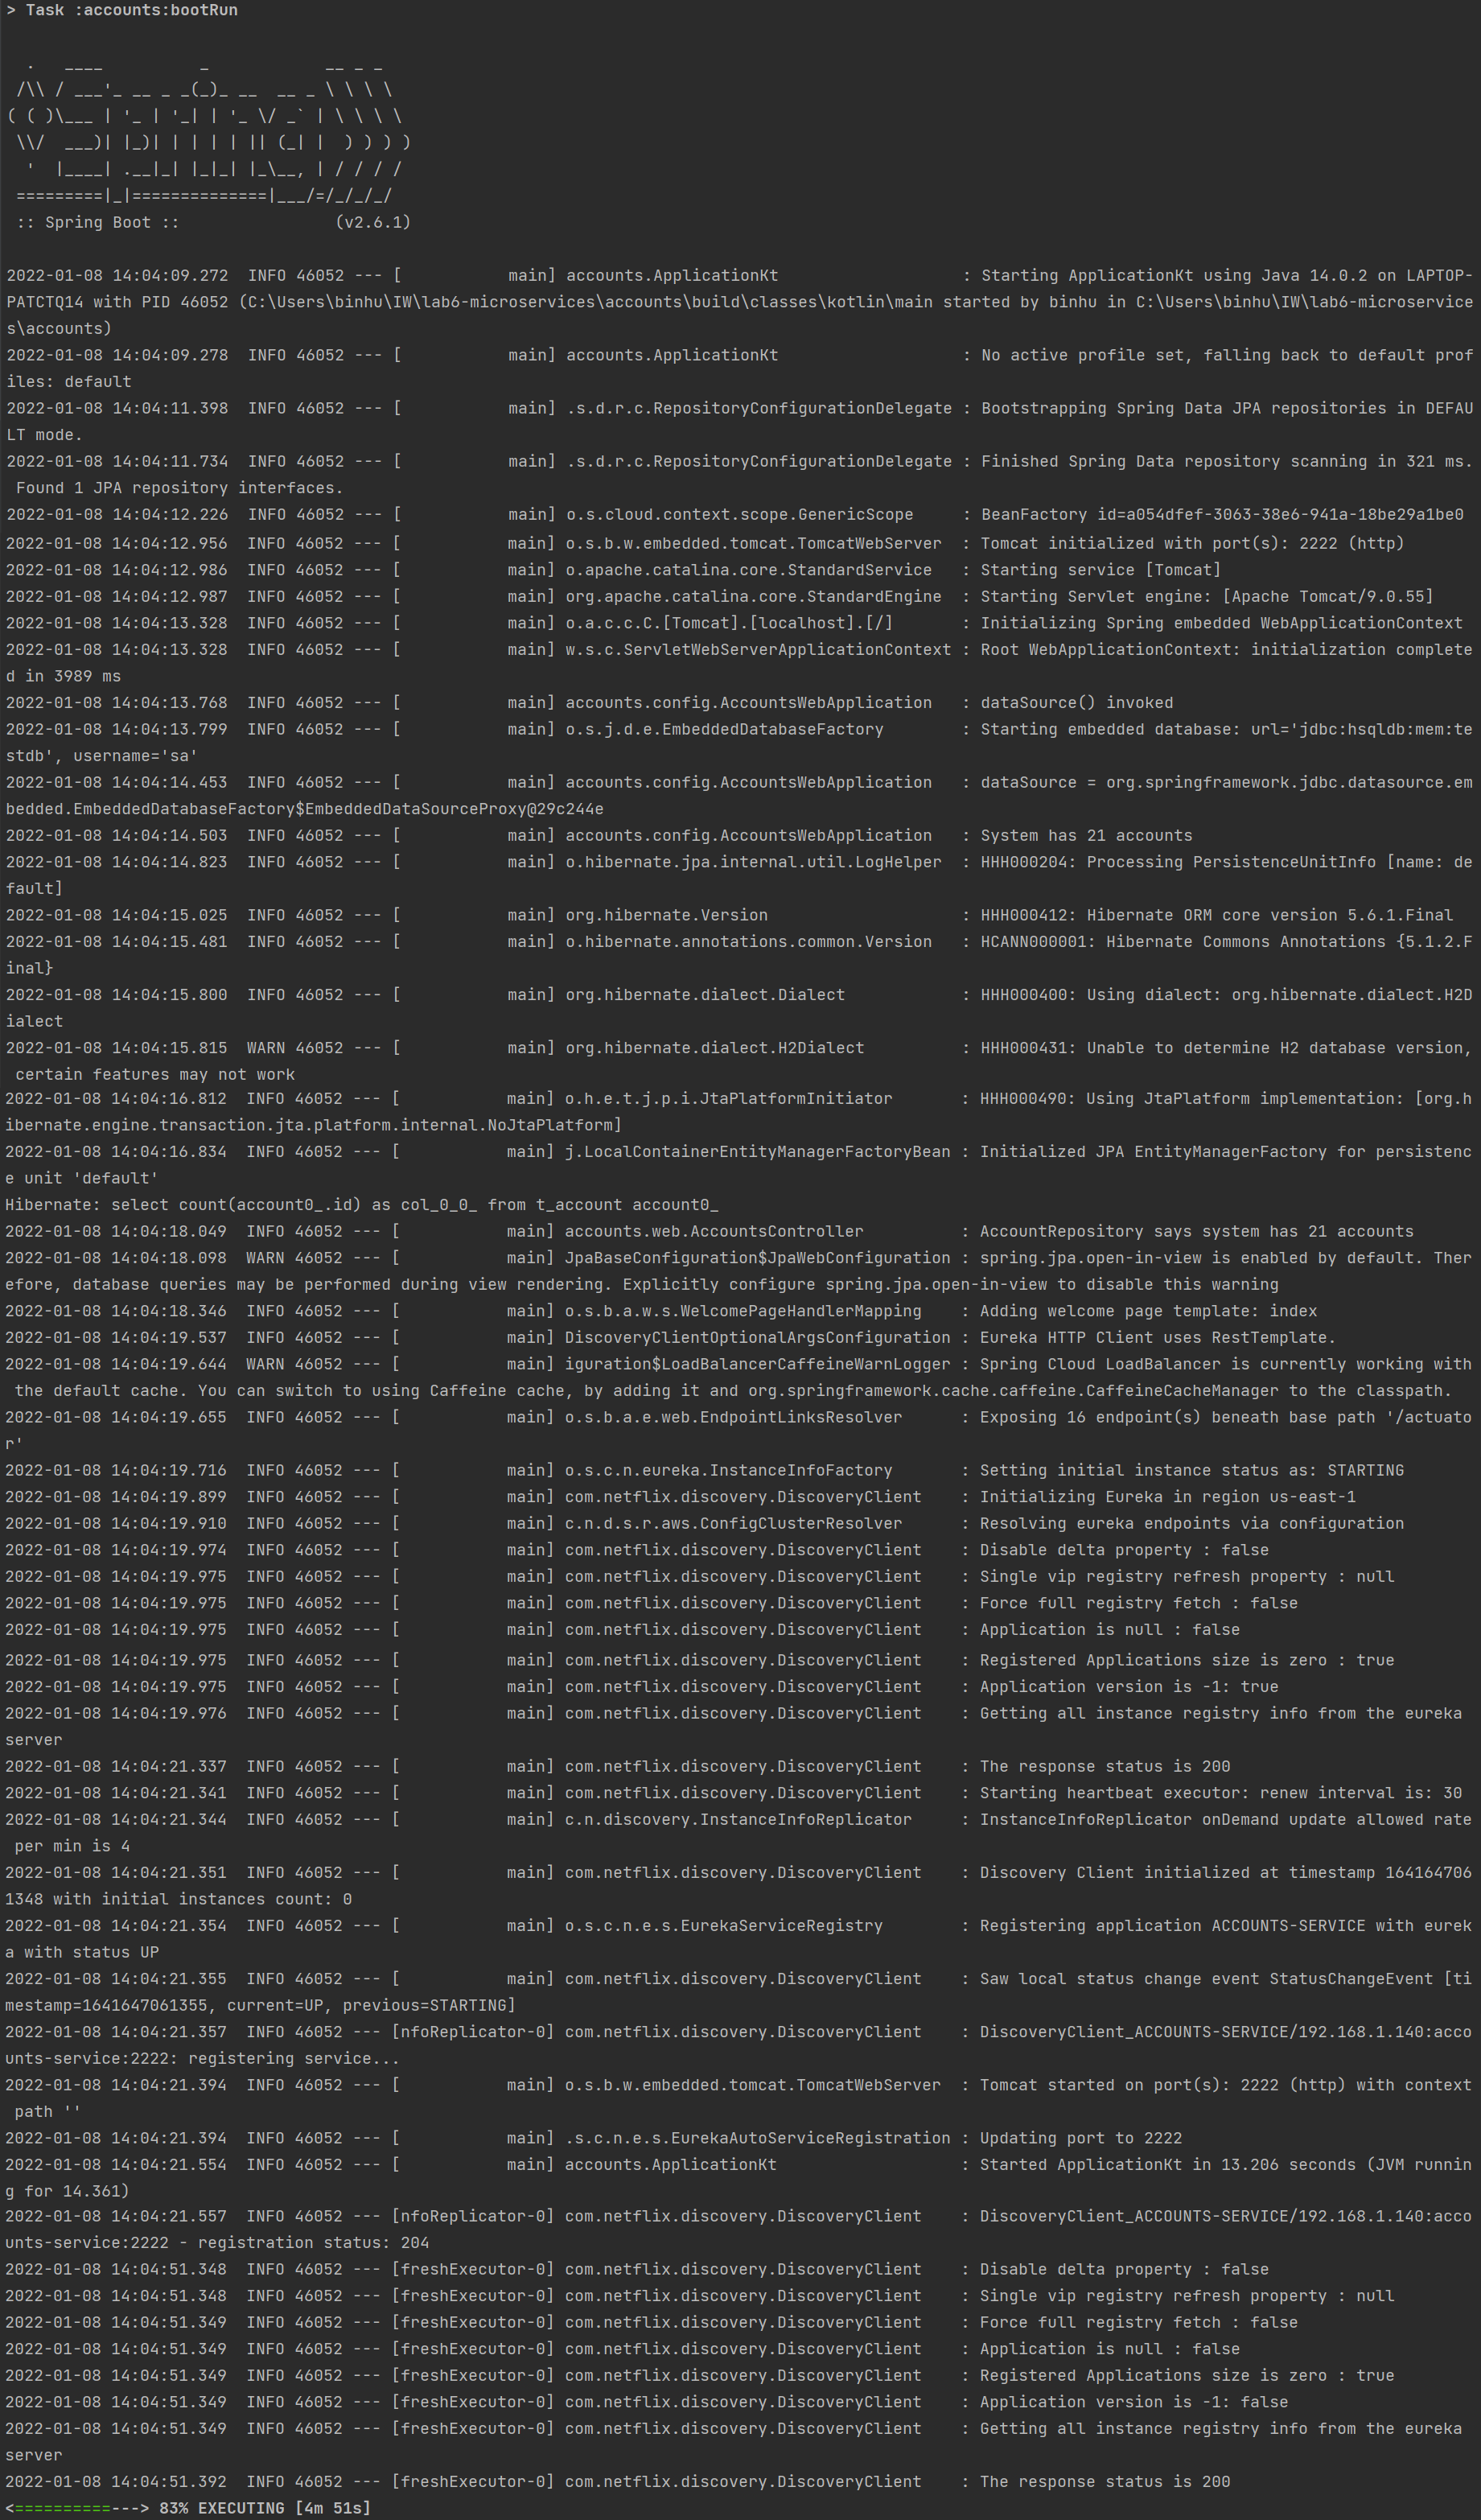 > Task :accounts:bootRun
  .   ____          _            __ _ _
 /\\ / ___'_ __ _ _(_)_ __  __ _ \ \ \ \
( ( )\___ | '_ | '_| | '_ \/ _` | \ \ \ \
 \\/  ___)| |_)| | | | | || (_| |  ) ) ) )
  '  |____| .__|_| |_|_| |_\__, | / / / /
 =========|_|==============|___/=/_/_/_/
 :: Spring Boot ::                (v2.6.1)
2022-01-08 14:04:09.272  INFO 46052 --- [           main] accounts.ApplicationKt                   : Starting ApplicationKt using Java 14.0.2 on LAPTOP-
PATCTQ14 with PID 46052 (C:\Users\binhu\IW\lab6-microservices\accounts\build\classes\kotlin\main started by binhu in C:\Users\binhu\IW\lab6-microservice
s\accounts)
2022-01-08 14:04:09.278  INFO 46052 --- [           main] accounts.ApplicationKt                   : No active profile set, falling back to default prof
iles: default
2022-01-08 14:04:11.398  INFO 46052 --- [           main] .s.d.r.c.RepositoryConfigurationDelegate : Bootstrapping Spring Data JPA repositories in DEFAU
LT mode.
2022-01-08 14:04:11.734  INFO 46052 --- [           main] .s.d.r.c.RepositoryConfigurationDelegate : Finished Spring Data repository scanning in 321 ms.
 Found 1 JPA repository interfaces.
2022-01-08 14:04:12.226  INFO 46052 --- [           main] o.s.cloud.context.scope.GenericScope     : BeanFactory id=a054dfef-3063-38e6-941a-18be29a1be0
2022-01-08 14:04:12.956  INFO 46052 --- [           main] o.s.b.w.embedded.tomcat.TomcatWebServer  : Tomcat initialized with port(s): 2222 (http)
2022-01-08 14:04:12.986  INFO 46052 --- [           main] o.apache.catalina.core.StandardService   : Starting service [Tomcat]
2022-01-08 14:04:12.987  INFO 46052 --- [           main] org.apache.catalina.core.StandardEngine  : Starting Servlet engine: [Apache Tomcat/9.0.55]
2022-01-08 14:04:13.328  INFO 46052 --- [           main] o.a.c.c.C.[Tomcat].[localhost].[/]       : Initializing Spring embedded WebApplicationContext
2022-01-08 14:04:13.328  INFO 46052 --- [           main] w.s.c.ServletWebServerApplicationContext : Root WebApplicationContext: initialization complete
d in 3989 ms
2022-01-08 14:04:13.768  INFO 46052 --- [           main] accounts.config.AccountsWebApplication   : dataSource() invoked
2022-01-08 14:04:13.799  INFO 46052 --- [           main] o.s.j.d.e.EmbeddedDatabaseFactory        : Starting embedded database: url='jdbc:hsqldb:mem:te
stdb', username='sa'
2022-01-08 14:04:14.453  INFO 46052 --- [           main] accounts.config.AccountsWebApplication   : dataSource = org.springframework.jdbc.datasource.em
bedded.EmbeddedDatabaseFactory$EmbeddedDataSourceProxy@29c244e
2022-01-08 14:04:14.503  INFO 46052 --- [           main] accounts.config.AccountsWebApplication   : System has 21 accounts
2022-01-08 14:04:14.823  INFO 46052 --- [           main] o.hibernate.jpa.internal.util.LogHelper  : HHH000204: Processing PersistenceUnitInfo [name: de
fault]
2022-01-08 14:04:15.025  INFO 46052 --- [           main] org.hibernate.Version                    : HHH000412: Hibernate ORM core version 5.6.1.Final
2022-01-08 14:04:15.481  INFO 46052 --- [           main] o.hibernate.annotations.common.Version   : HCANN000001: Hibernate Commons Annotations {5.1.2.F
inal}
2022-01-08 14:04:15.800  INFO 46052 --- [           main] org.hibernate.dialect.Dialect            : HHH000400: Using dialect: org.hibernate.dialect.H2D
ialect
2022-01-08 14:04:15.815  WARN 46052 --- [           main] org.hibernate.dialect.H2Dialect          : HHH000431: Unable to determine H2 database version,
 certain features may not work
2022-01-08 14:04:16.812  INFO 46052 --- [           main] o.h.e.t.j.p.i.JtaPlatformInitiator       : HHH000490: Using JtaPlatform implementation: [org.h
ibernate.engine.transaction.jta.platform.internal.NoJtaPlatform]
2022-01-08 14:04:16.834  INFO 46052 --- [           main] j.LocalContainerEntityManagerFactoryBean : Initialized JPA EntityManagerFactory for persistenc
e unit 'default'
Hibernate: select count(account0_.id) as col_0_0_ from t_account account0_
2022-01-08 14:04:18.049  INFO 46052 --- [           main] accounts.web.AccountsController          : AccountRepository says system has 21 accounts
2022-01-08 14:04:18.098  WARN 46052 --- [           main] JpaBaseConfiguration$JpaWebConfiguration : spring.jpa.open-in-view is enabled by default. Ther
efore, database queries may be performed during view rendering. Explicitly configure spring.jpa.open-in-view to disable this warning
2022-01-08 14:04:18.346  INFO 46052 --- [           main] o.s.b.a.w.s.WelcomePageHandlerMapping    : Adding welcome page template: index
2022-01-08 14:04:19.537  INFO 46052 --- [           main] DiscoveryClientOptionalArgsConfiguration : Eureka HTTP Client uses RestTemplate.
2022-01-08 14:04:19.644  WARN 46052 --- [           main] iguration$LoadBalancerCaffeineWarnLogger : Spring Cloud LoadBalancer is currently working with
 the default cache. You can switch to using Caffeine cache, by adding it and org.springframework.cache.caffeine.CaffeineCacheManager to the classpath.
2022-01-08 14:04:19.655  INFO 46052 --- [           main] o.s.b.a.e.web.EndpointLinksResolver      : Exposing 16 endpoint(s) beneath base path '/actuato
r'
2022-01-08 14:04:19.716  INFO 46052 --- [           main] o.s.c.n.eureka.InstanceInfoFactory       : Setting initial instance status as: STARTING
2022-01-08 14:04:19.899  INFO 46052 --- [           main] com.netflix.discovery.DiscoveryClient    : Initializing Eureka in region us-east-1
2022-01-08 14:04:19.910  INFO 46052 --- [           main] c.n.d.s.r.aws.ConfigClusterResolver      : Resolving eureka endpoints via configuration
2022-01-08 14:04:19.974  INFO 46052 --- [           main] com.netflix.discovery.DiscoveryClient    : Disable delta property : false
2022-01-08 14:04:19.975  INFO 46052 --- [           main] com.netflix.discovery.DiscoveryClient    : Single vip registry refresh property : null
2022-01-08 14:04:19.975  INFO 46052 --- [           main] com.netflix.discovery.DiscoveryClient    : Force full registry fetch : false
2022-01-08 14:04:19.975  INFO 46052 --- [           main] com.netflix.discovery.DiscoveryClient    : Application is null : false
2022-01-08 14:04:19.975  INFO 46052 --- [           main] com.netflix.discovery.DiscoveryClient    : Registered Applications size is zero : true
2022-01-08 14:04:19.975  INFO 46052 --- [           main] com.netflix.discovery.DiscoveryClient    : Application version is -1: true
2022-01-08 14:04:19.976  INFO 46052 --- [           main] com.netflix.discovery.DiscoveryClient    : Getting all instance registry info from the eureka
server
2022-01-08 14:04:21.337  INFO 46052 --- [           main] com.netflix.discovery.DiscoveryClient    : The response status is 200
2022-01-08 14:04:21.341  INFO 46052 --- [           main] com.netflix.discovery.DiscoveryClient    : Starting heartbeat executor: renew interval is: 30
2022-01-08 14:04:21.344  INFO 46052 --- [           main] c.n.discovery.InstanceInfoReplicator     : InstanceInfoReplicator onDemand update allowed rate
 per min is 4
2022-01-08 14:04:21.351  INFO 46052 --- [           main] com.netflix.discovery.DiscoveryClient    : Discovery Client initialized at timestamp 164164706
1348 with initial instances count: 0
2022-01-08 14:04:21.354  INFO 46052 --- [           main] o.s.c.n.e.s.EurekaServiceRegistry        : Registering application ACCOUNTS-SERVICE with eurek
a with status UP
2022-01-08 14:04:21.355  INFO 46052 --- [           main] com.netflix.discovery.DiscoveryClient    : Saw local status change event StatusChangeEvent [ti
mestamp=1641647061355, current=UP, previous=STARTING]
2022-01-08 14:04:21.357  INFO 46052 --- [nfoReplicator-0] com.netflix.discovery.DiscoveryClient    : DiscoveryClient_ACCOUNTS-SERVICE/192.168.1.140:acco
unts-service:2222: registering service...
2022-01-08 14:04:21.394  INFO 46052 --- [           main] o.s.b.w.embedded.tomcat.TomcatWebServer  : Tomcat started on port(s): 2222 (http) with context
 path ''
2022-01-08 14:04:21.394  INFO 46052 --- [           main] .s.c.n.e.s.EurekaAutoServiceRegistration : Updating port to 2222
2022-01-08 14:04:21.554  INFO 46052 --- [           main] accounts.ApplicationKt                   : Started ApplicationKt in 13.206 seconds (JVM runnin
g for 14.361)
2022-01-08 14:04:21.557  INFO 46052 --- [nfoReplicator-0] com.netflix.discovery.DiscoveryClient    : DiscoveryClient_ACCOUNTS-SERVICE/192.168.1.140:acco
unts-service:2222 - registration status: 204
2022-01-08 14:04:51.348  INFO 46052 --- [freshExecutor-0] com.netflix.discovery.DiscoveryClient    : Disable delta property : false
2022-01-08 14:04:51.348  INFO 46052 --- [freshExecutor-0] com.netflix.discovery.DiscoveryClient    : Single vip registry refresh property : null
2022-01-08 14:04:51.349  INFO 46052 --- [freshExecutor-0] com.netflix.discovery.DiscoveryClient    : Force full registry fetch : false
2022-01-08 14:04:51.349  INFO 46052 --- [freshExecutor-0] com.netflix.discovery.DiscoveryClient    : Application is null : false
2022-01-08 14:04:51.349  INFO 46052 --- [freshExecutor-0] com.netflix.discovery.DiscoveryClient    : Registered Applications size is zero : true
2022-01-08 14:04:51.349  INFO 46052 --- [freshExecutor-0] com.netflix.discovery.DiscoveryClient    : Application version is -1: false
2022-01-08 14:04:51.349  INFO 46052 --- [freshExecutor-0] com.netflix.discovery.DiscoveryClient    : Getting all instance registry info from the eureka
server
2022-01-08 14:04:51.392  INFO 46052 --- [freshExecutor-0] com.netflix.discovery.DiscoveryClient    : The response status is 200
<==========---> 83% EXECUTING [4m 51s]